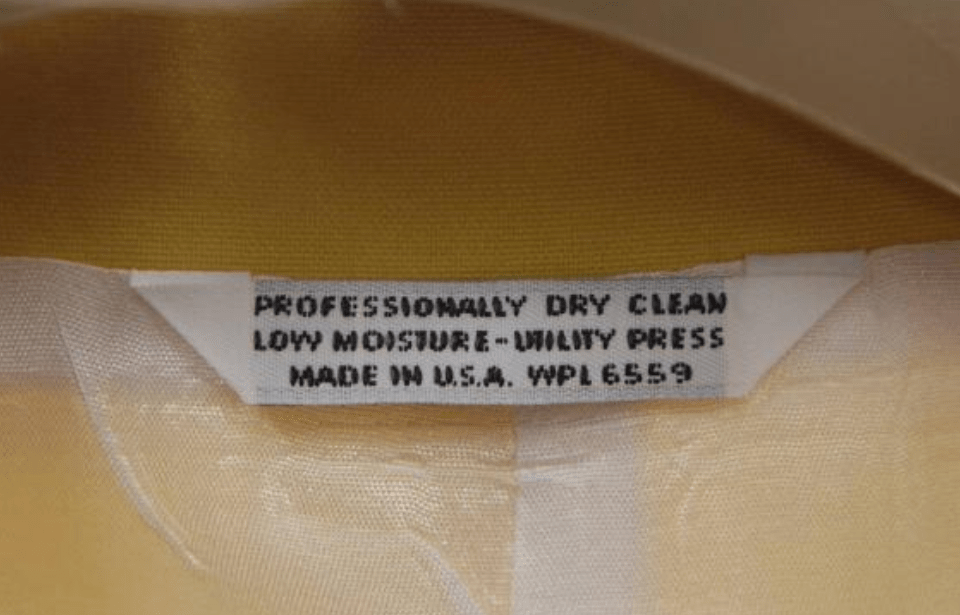 PROFESSIONALLY DRY CLEAN
LOW MOISTURE-UTILITY PRESS
MADE IN U.S.A. WPL 6559